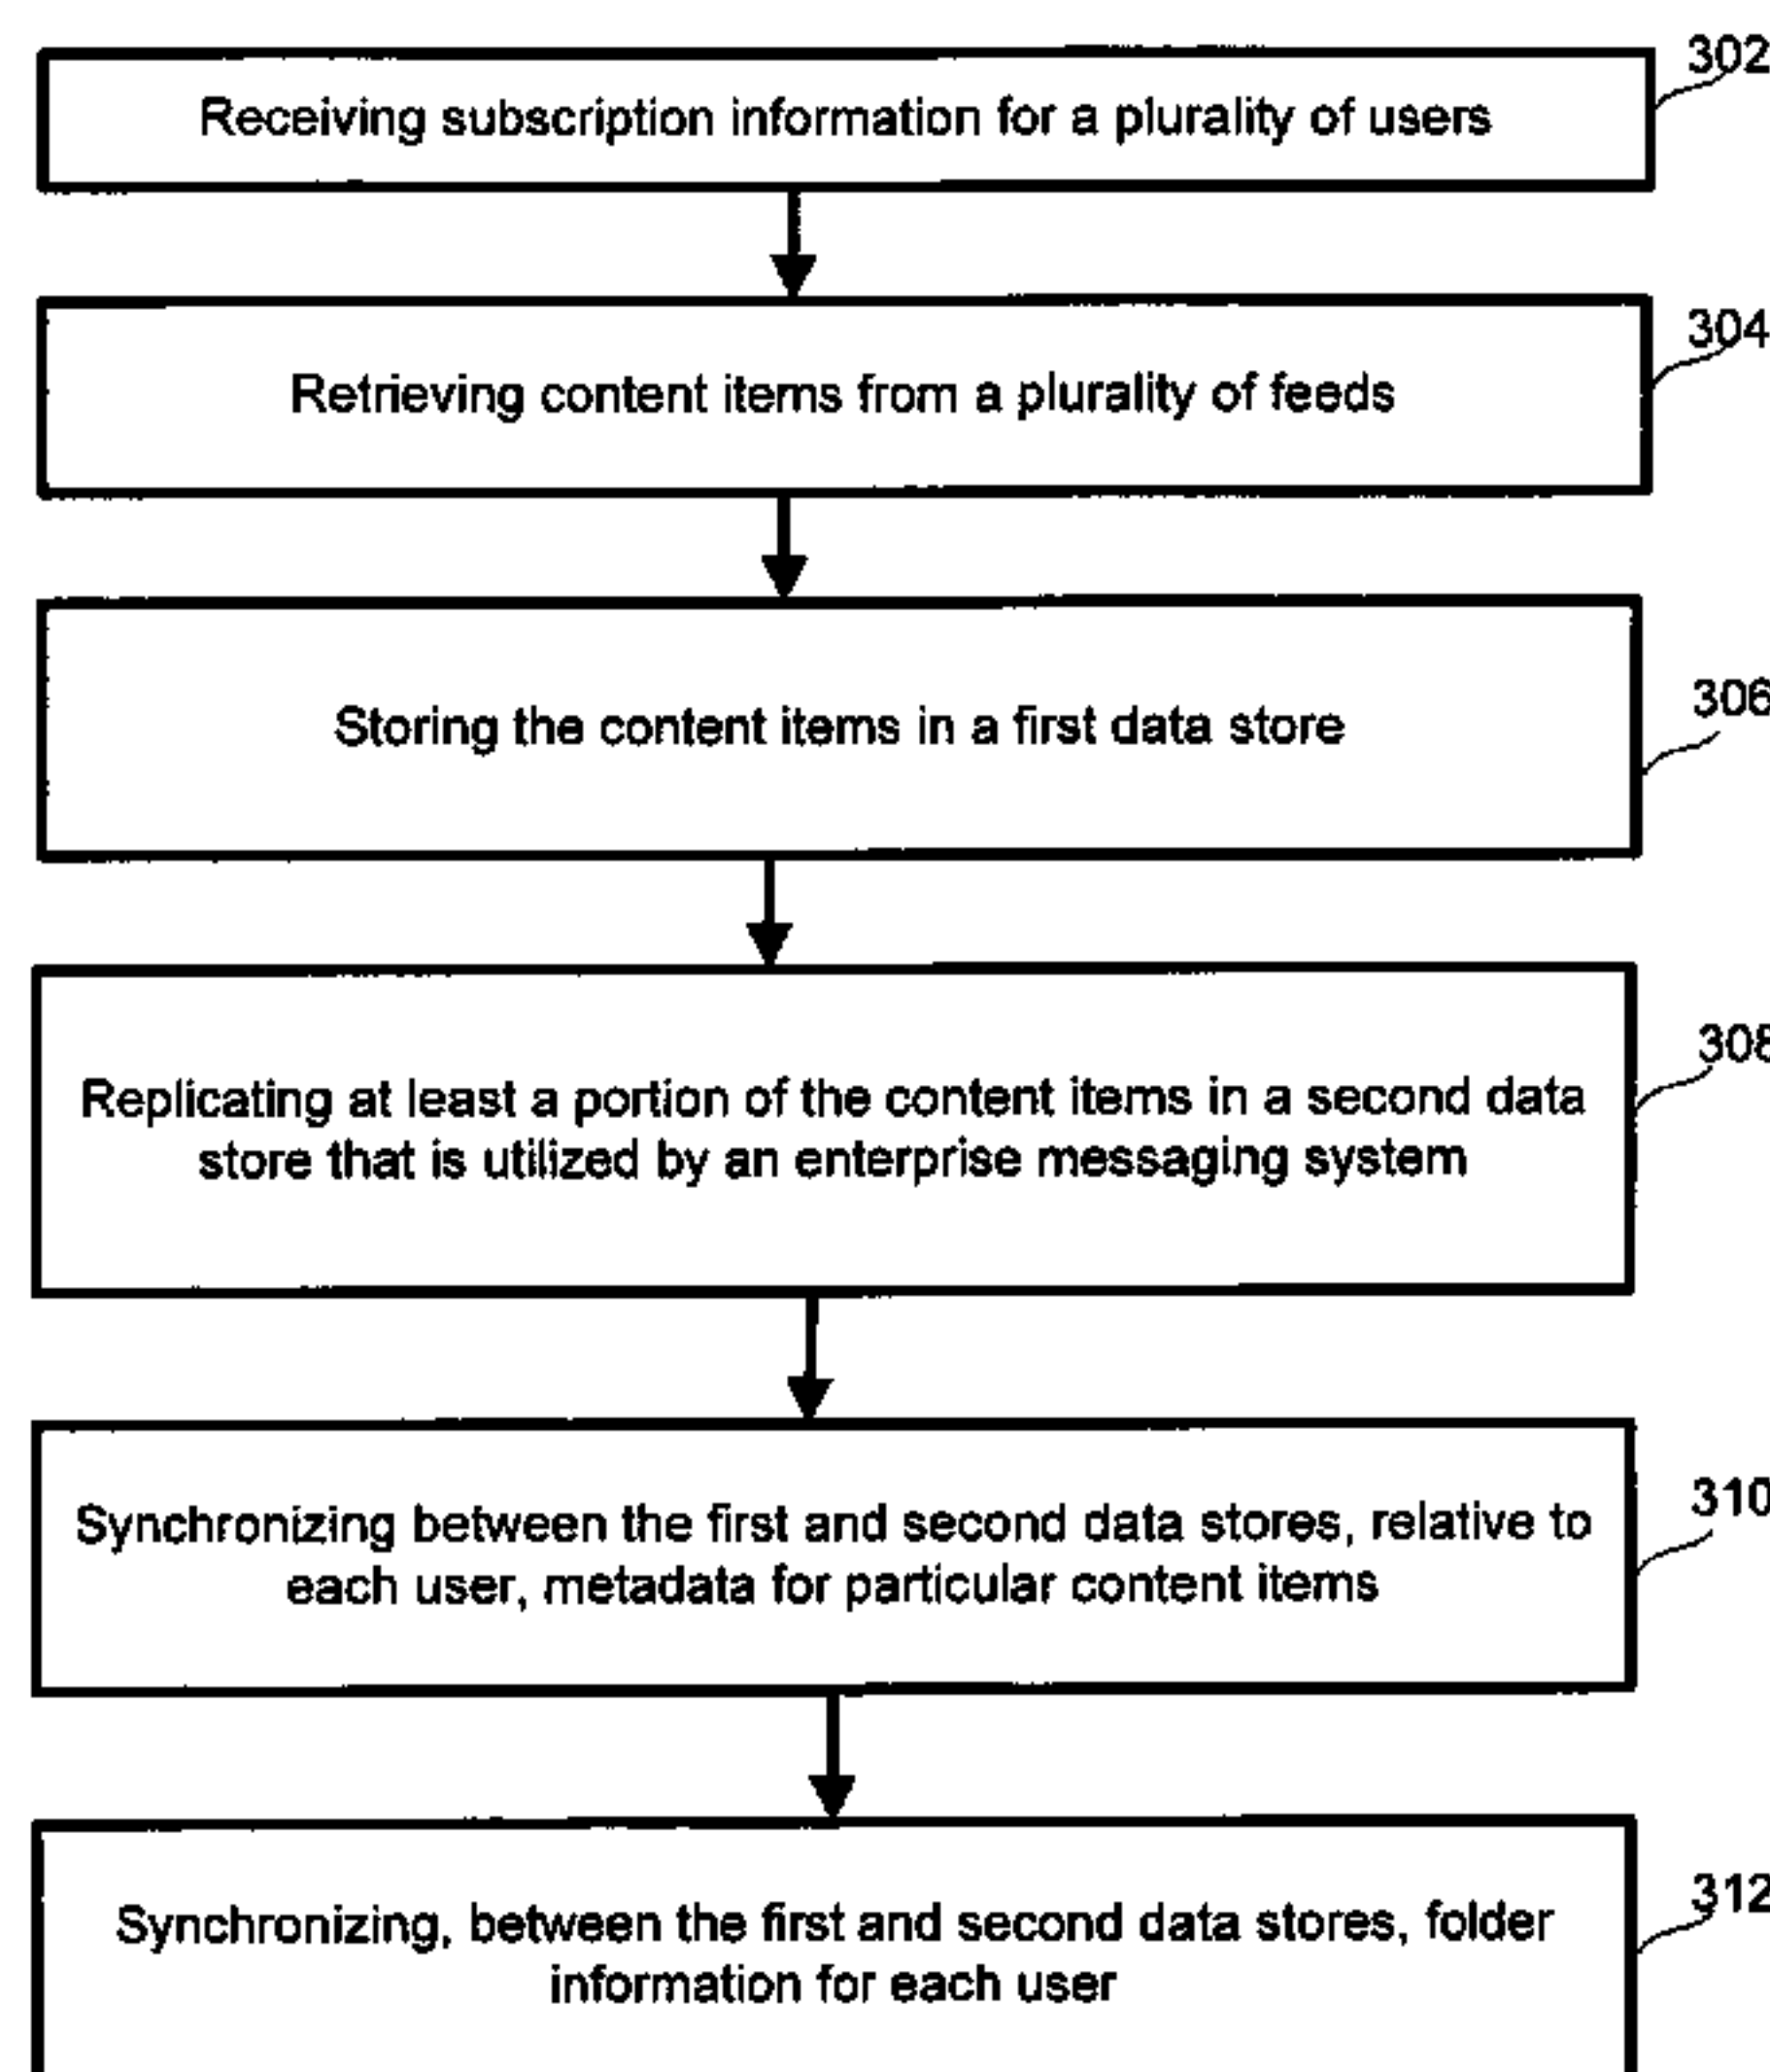 302
Receiving subscription information for a plurality of users
304
Retrieving content items from a plurality of feeds
306
Storing the content items in a first data store
308
Replicating at least a portion of the content items in a second data
store that is utilized by an enterprise messaging system
310
Synchronizing between the first and second data stores, relative to
each user, metadata for particular content items
312
Synchronizing, between the first and second data stores, folder
information for each user